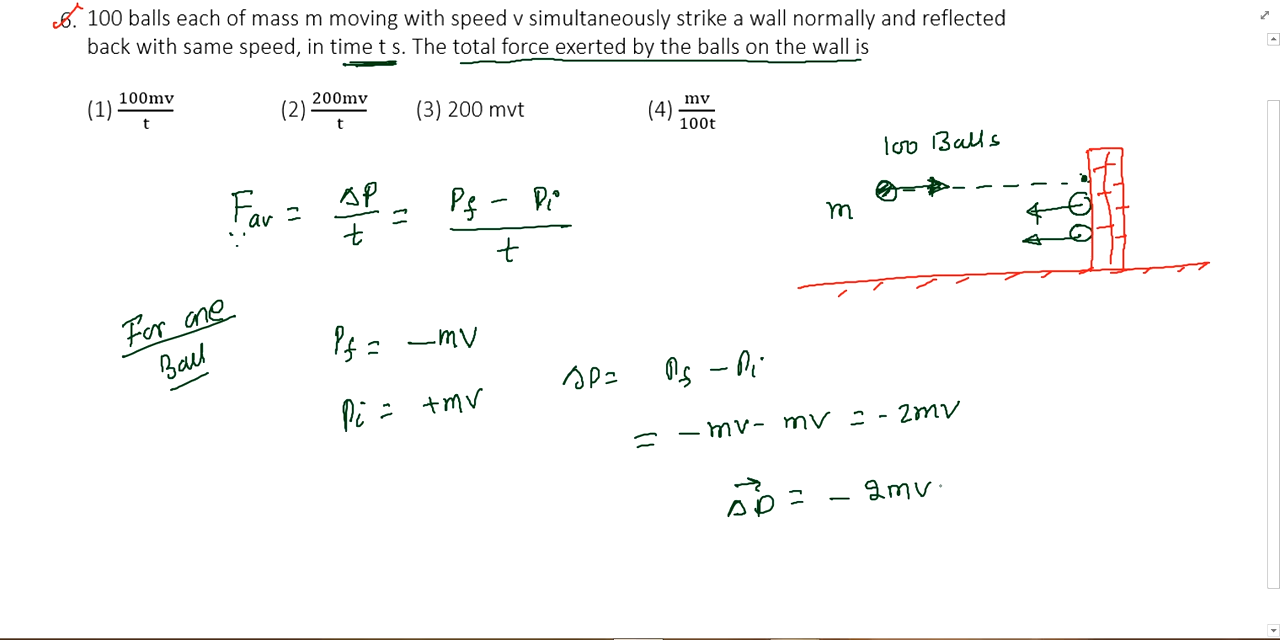 6. 100 balls each of mass m moving with speed v simultaneously strike a wall normally and reflected
back with same speed, in time t s. The total force exerted by the balls on the wall is
(1) 100mv/t (2) 200mv/t (3) 200 mvt (4) mv/100t
100 Balls
m
Fav = ΔP/t = Pf - Pi/t
For one
Ball
Pf = -mv
Pi = +mv
ΔP = Pf - Pi
= -mv - mv = -2mv
ΔP = -2mv